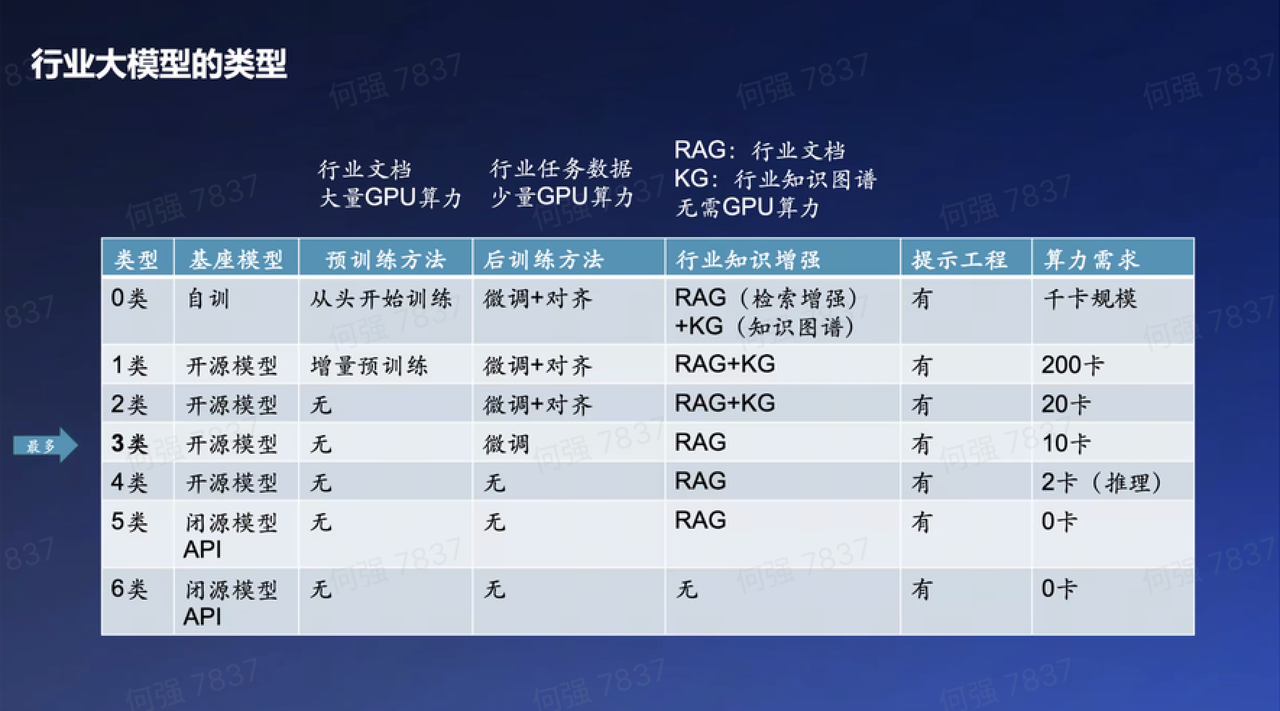 行业大模型的类型
行业文档
大量GPU算力
行业任务数据
少量GPU算力
RAG：行业文档
KG：行业知识图谱
无需GPU算力
类型 基座模型 预训练方法 后训练方法 行业知识增强 提示工程 算力需求
0类 自训 从头开始训练 微调+对齐 RAG（检索增强） 有 千卡规模
+KG（知识图谱）
1类 开源模型 增量预训练 微调+对齐 RAG+KG 有 200卡
2类 开源模型 无 微调+对齐 RAG+KG 有 20卡
最多 3类 开源模型 无 微调 RAG 有 10卡
4类 开源模型 无 无 RAG 有 2卡（推理）
5类 闭源模型 无 无 RAG 有 0卡
API
6类 闭源模型 无 无 无 有 0卡
API
何强 7837